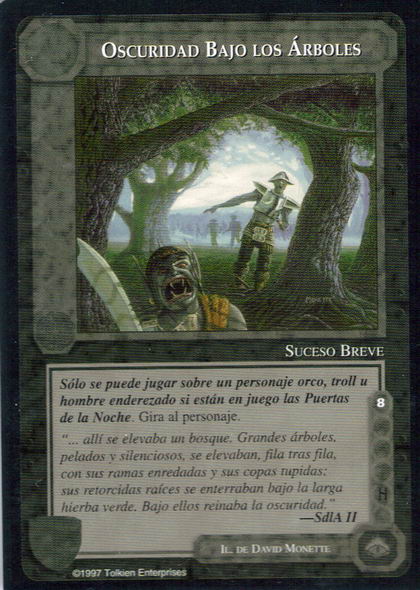 OSCURIDAD BAJO LOS ÁRBOLES
MONETTE
SUCESO BREVE
Sólo se puede jugar sobre un personaje orco, troll u
hombre enderezado si están en juego las Puertas
de la Noche. Gira al personaje.
8
“... allí se elevaba un bosque. Grandes árboles,
pelados y silenciosos, se elevaban, fila tras fila,
con sus ramas enredadas y sus copas tupidas:
sus retorcidas raíces se enterraban bajo la larga
hierba verde. Bajo ellos reinaba la oscuridad.”
—SdlA II
H
IL. DE DAVID MONETTE
©1997 Tolkien Enterprises